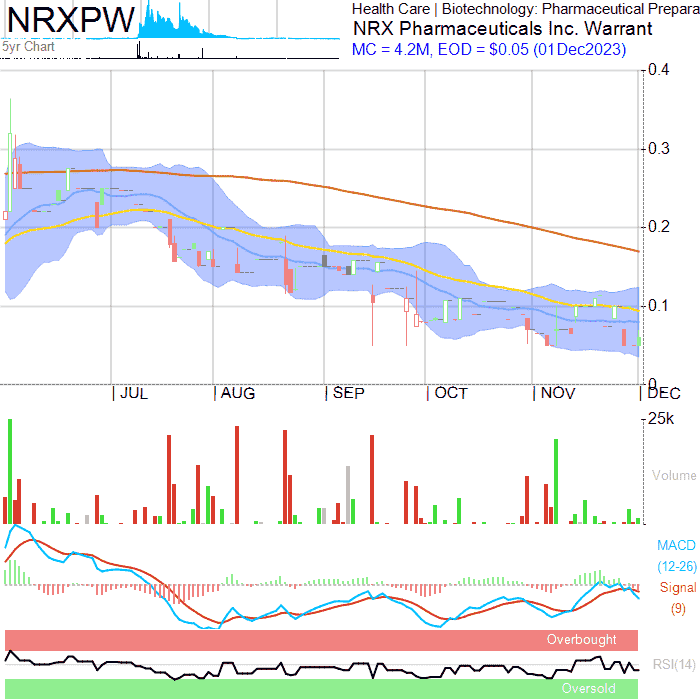 NRXPW
5yr Chart
Health Care | Biotechnology: Pharmaceutical Prepara
NRX Pharmaceuticals Inc. Warrant
MC = 4.2M, EOD = $0.05 (01Dec2023)
0.4
0.3
0.2
0.1
0
JUL AUG SEP OCT NOV DEC
25k
Volume
MACD
(12-26)
Signal
(9)
Overbought
RSI(14)
Oversold